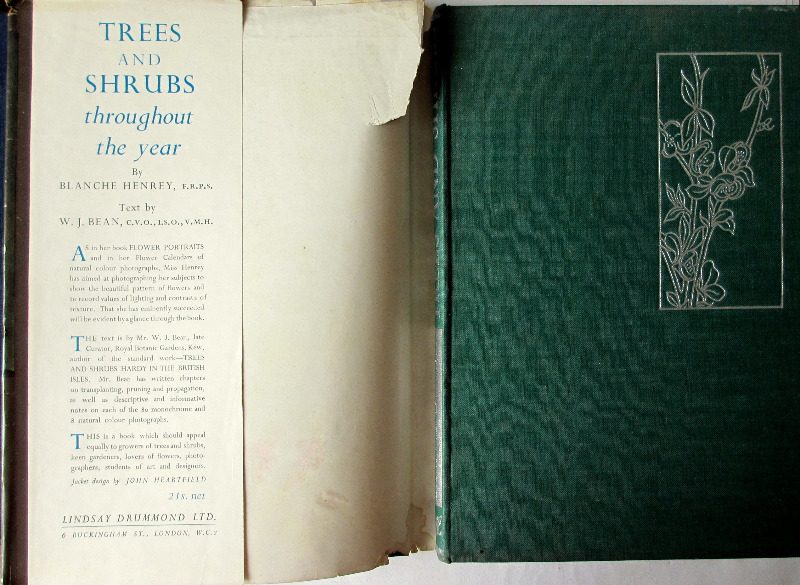 TREES
AND
SHRUBS
throughout
the year
By
BLANCHE HENREY, F.R.P.S.
Text by
W. J. BEAN, C.V.O., I.S.O., V.M.H.
AS in her book FLOWER PORTRAITS
and in her Flower Calendars of
natural colour photographs, Miss Henrey
has aimed at photographing her subjects to
show the beautiful pattern of flowers and
to record values of lighting and contrasts of
texture. That she has eminently succeeded
will be evident by a glance through the book.
THE text is by Mr. W. J. Bean, late
Curator, Royal Botanic Gardens, Kew,
author of the standard work—TREES
AND SHRUBS HARDY IN THE BRITISH
ISLES. Mr. Bean has written chapters
on transplanting, pruning and propagation,
as well as descriptive and informative
notes on each of the 80 monochrome and
8 natural colour photographs.
THIS is a book which should appeal
equally to growers of trees and shrubs,
keen gardeners, lovers of flowers, photo-
graphers, students of art and designers.
Jacket design by JOHN HEARTFIELD
21s. net
LINDSAY DRUMMOND LTD.
6 BUCKINGHAM ST., LONDON, W.C.2